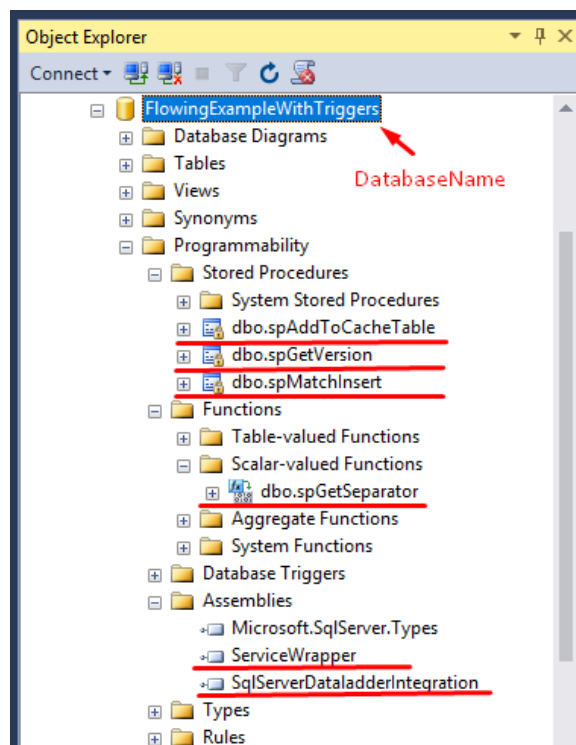 Object Explorer
Connect
FlowingExampleWithTriggers
Database Diagrams
DatabaseName
Tables
Views
Synonyms
Programmability
Stored Procedures
System Stored Procedures
dbo.spAddToCacheTable
dbo.spGetVersion
dbo.spMatchInsert
Functions
Table-valued Functions
Scalar-valued Functions
dbo.spGetSeparator
Aggregate Functions
System Functions
Database Triggers
Assemblies
Microsoft.SqlServer.Types
ServiceWrapper
SqlServerDataladderIntegration
Types
Rules